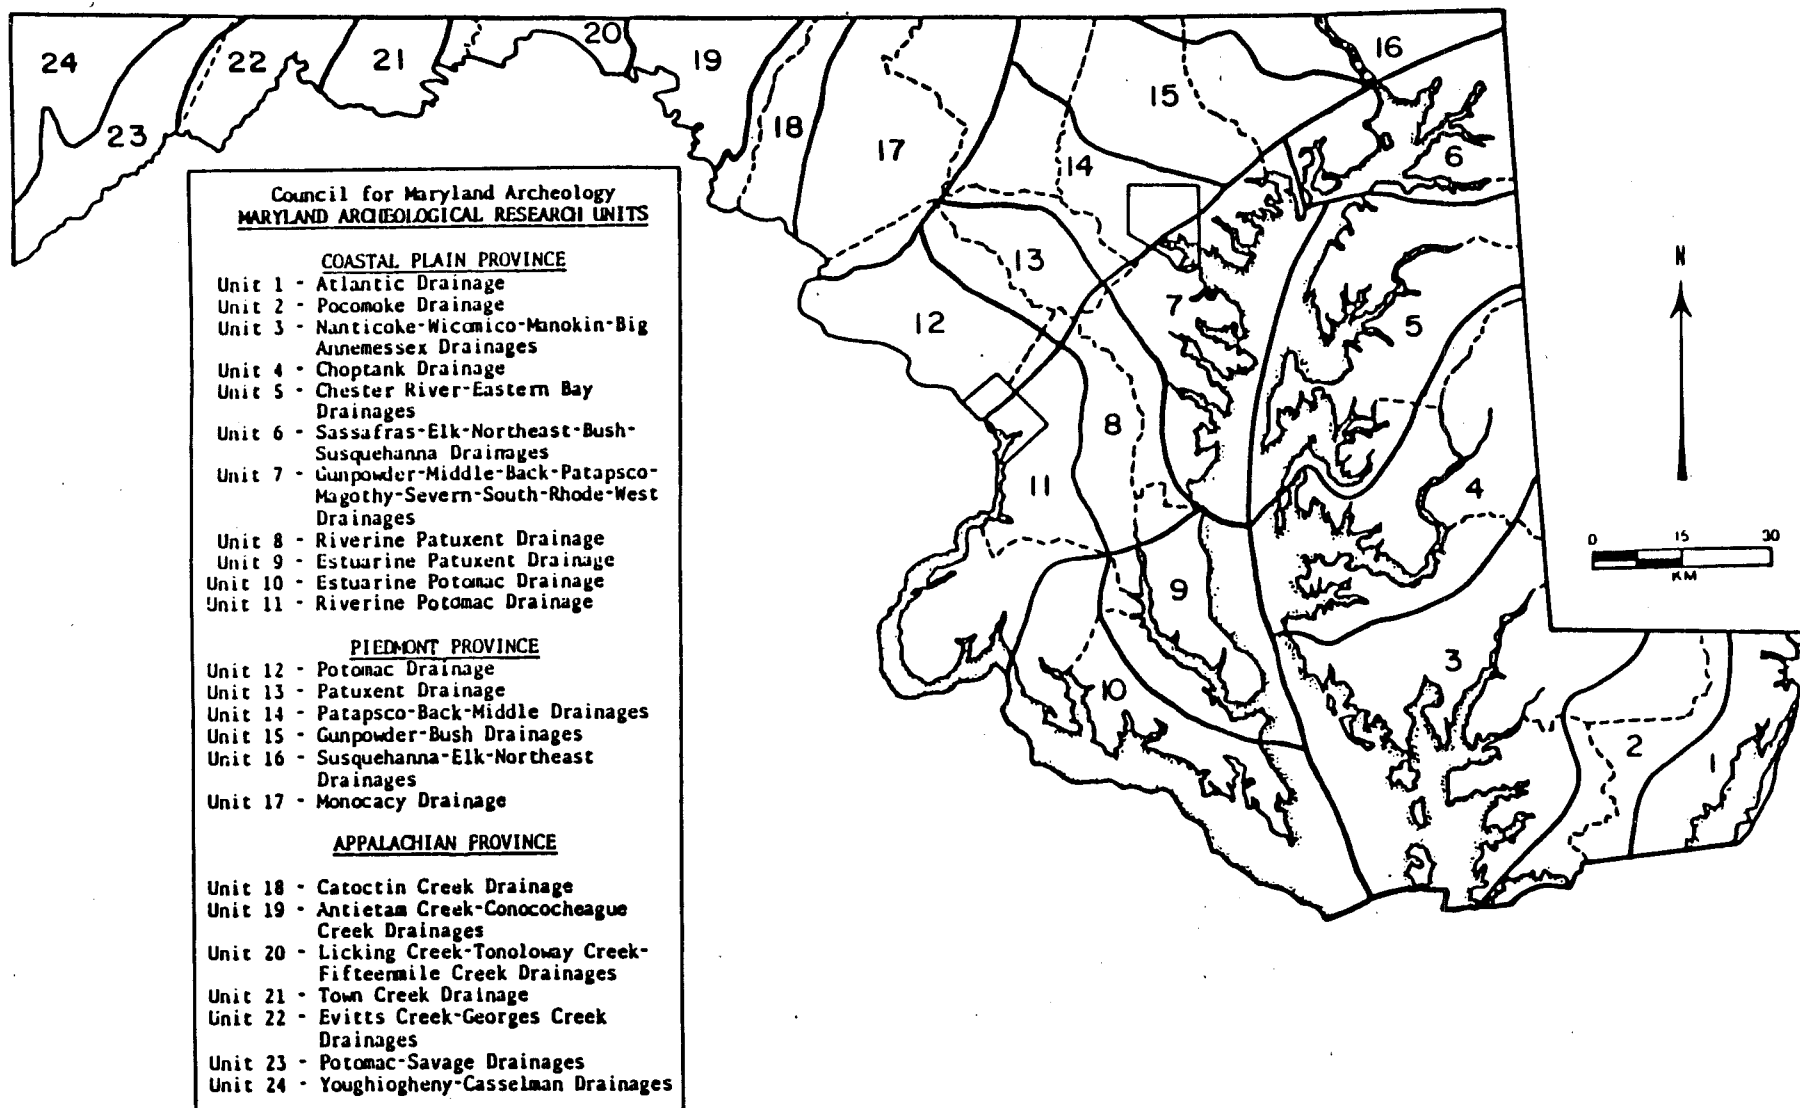 Council for Maryland Archeology
MARYLAND ARCHEOLOGICAL RESEARCH UNITS
COASTAL PLAIN PROVINCE
Unit 1 - Atlantic Drainage
Unit 2 - Pocomoke Drainage
Unit 3 - Nanticoke-Wicomico-Manokin-Big
Annemessex Drainages
Unit 4 - Choptank Drainage
Unit 5 - Chester River-Eastern Bay
Drainages
Unit 6 - Sassafras-Elk-Northeast-Bush-
Susquehanna Drainages
Unit 7 - Gunpowder-Middle-Back-Patapsco-
Magothy-Severn-South-Rhode-West
Drainages
Unit 8 - Riverine Patuxent Drainage
Unit 9 - Estuarine Patuxent Drainage
Unit 10 - Estuarine Potomac Drainage
Unit 11 - Riverine Potomac Drainage
PIEDMONT PROVINCE
Unit 12 - Potomac Drainage
Unit 13 - Patuxent Drainage
Unit 14 - Patapsco-Back-Middle Drainages
Unit 15 - Gunpowder-Bush Drainages
Unit 16 - Susquehanna-Elk-Northeast
Drainages
Unit 17 - Monocacy Drainage
APPALACHIAN PROVINCE
Unit 18 - Catoctin Creek Drainage
Unit 19 - Antietam Creek-Conococheague
Creek Drainages
Unit 20 - Licking Creek-Tonoloway Creek-
Fifteenmile Creek Drainages
Unit 21 - Town Creek Drainage
Unit 22 - Evitts Creek-Georges Creek
Drainages
Unit 23 - Potomac-Savage Drainages
Unit 24 - Youghiogheny-Casselman Drainages
24
23
22
21
20
19
18
17
16
15
14
13
12
11
10
9
8
7
6
5
4
3
2
1
N
0 15 30
KM